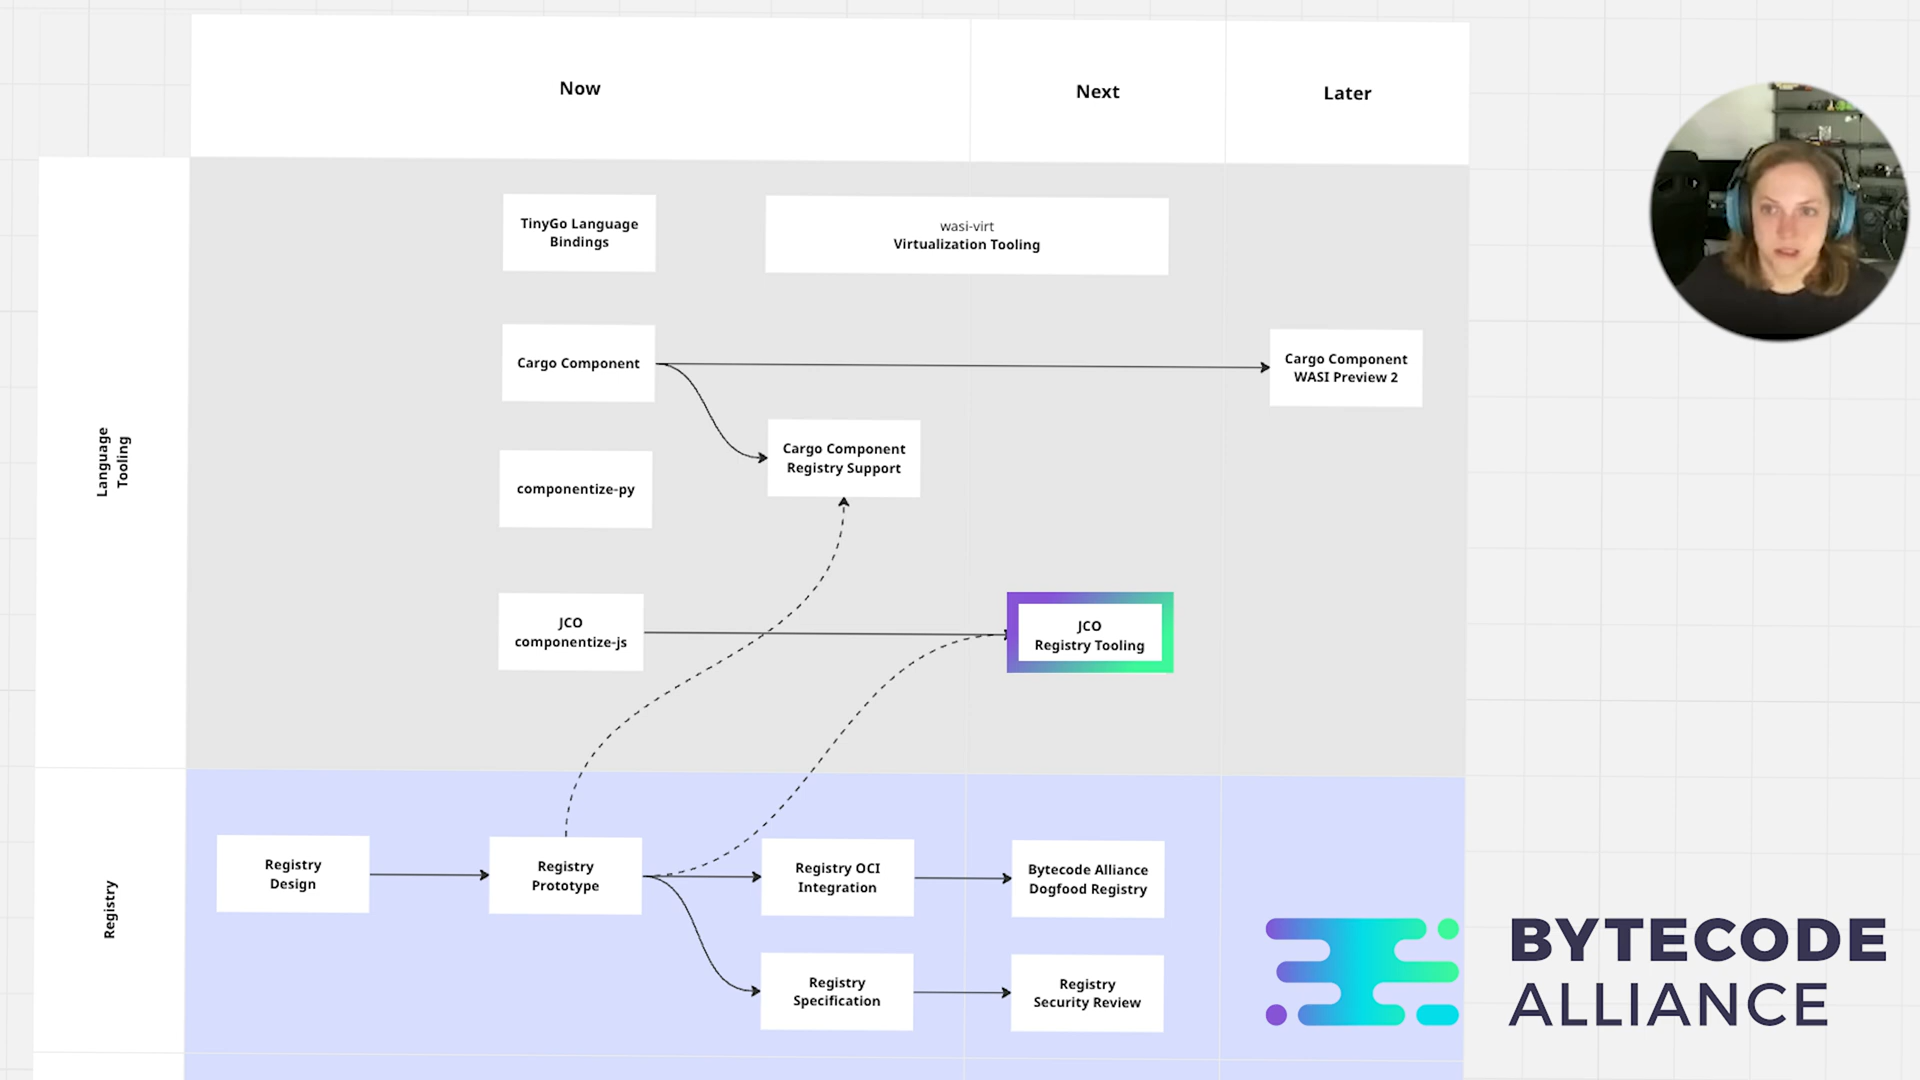 Now
Next
Later
Language
Tooling
TinyGo Language
Bindings
wasi-virt
Virtualization Tooling
Cargo Component
Cargo Component
WASI Preview 2
Cargo Component
Registry Support
componentize-py
JCO
componentize-js
JCO
Registry Tooling
Registry
Registry
Design
Registry
Prototype
Registry OCI
Integration
Bytecode Alliance
Dogfood Registry
Registry
Specification
Registry
Security Review
BYTECODE
ALLIANCE